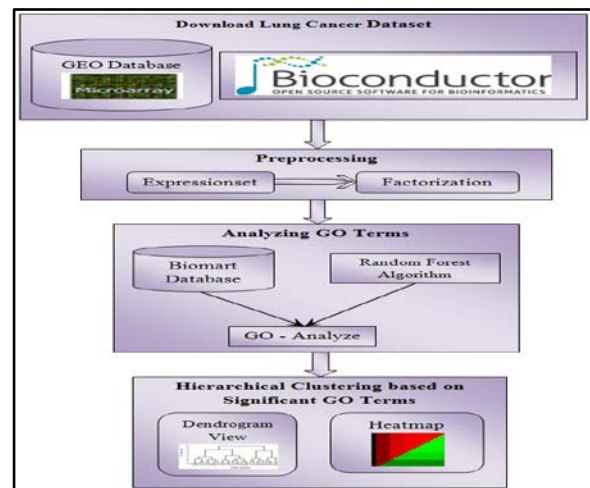 Download Lung Cancer Dataset
GEO Database
Microarray
Bioconductor
OPEN SOURCE SOFTWARE FOR BIOINFORMATICS
Preprocessing
Expressionset
Factorization
Analyzing GO Terms
Biomart
Database
Random Forest
Algorithm
GO - Analyze
Hierarchical Clustering based on
Significant GO Terms
Dendrogram
View
Heatmap